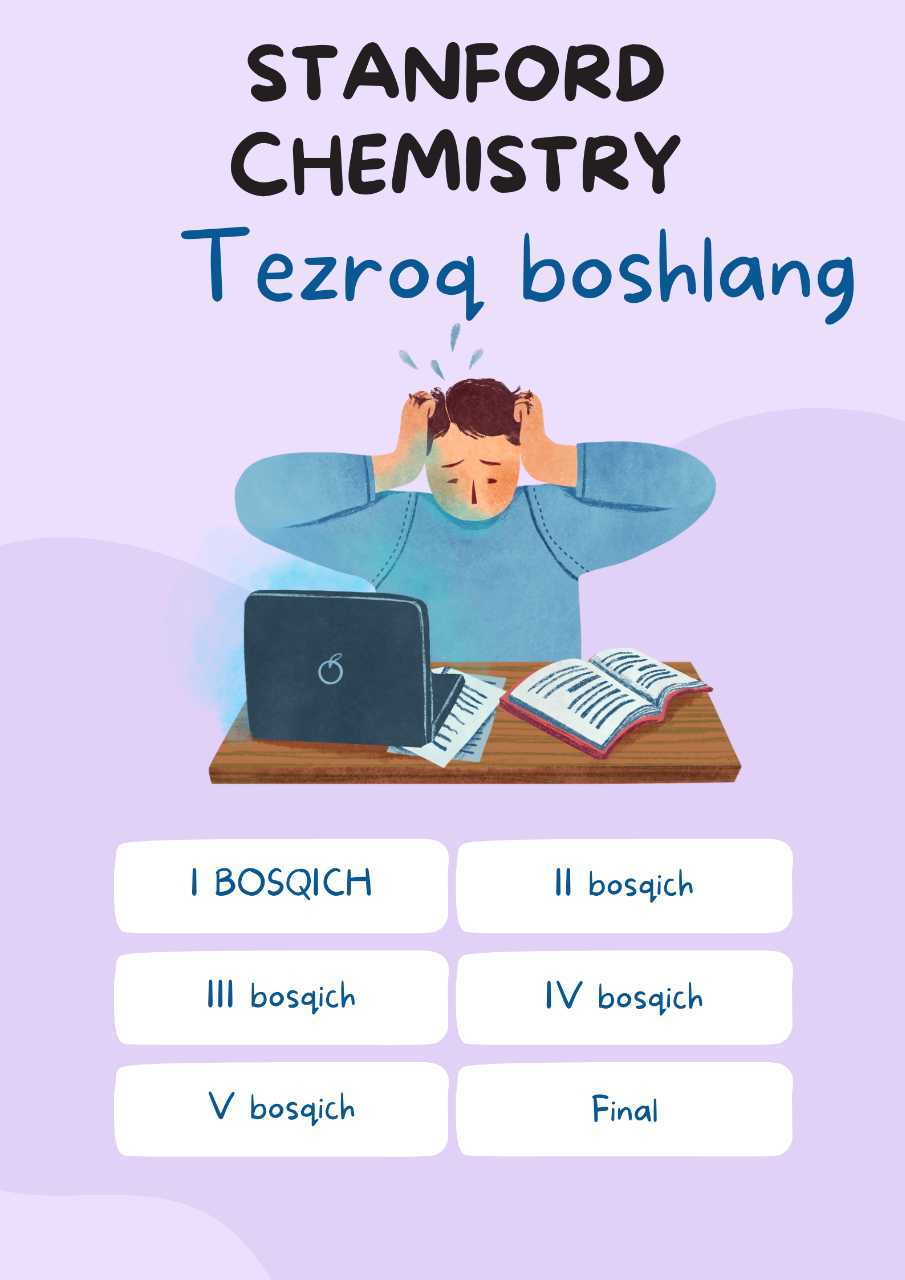 STANFORD
CHEMISTRY
Tezroq boshlang
I BOSQICH
II bosqich
III bosqich
IV bosqich
V bosqich
Final